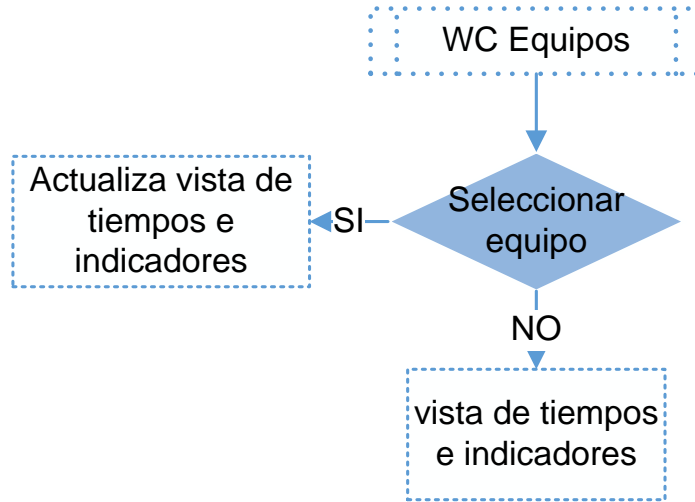 WC Equipos
Seleccionar
equipo
SI
Actualiza vista de
tiempos e
indicadores
NO
vista de tiempos
e indicadores